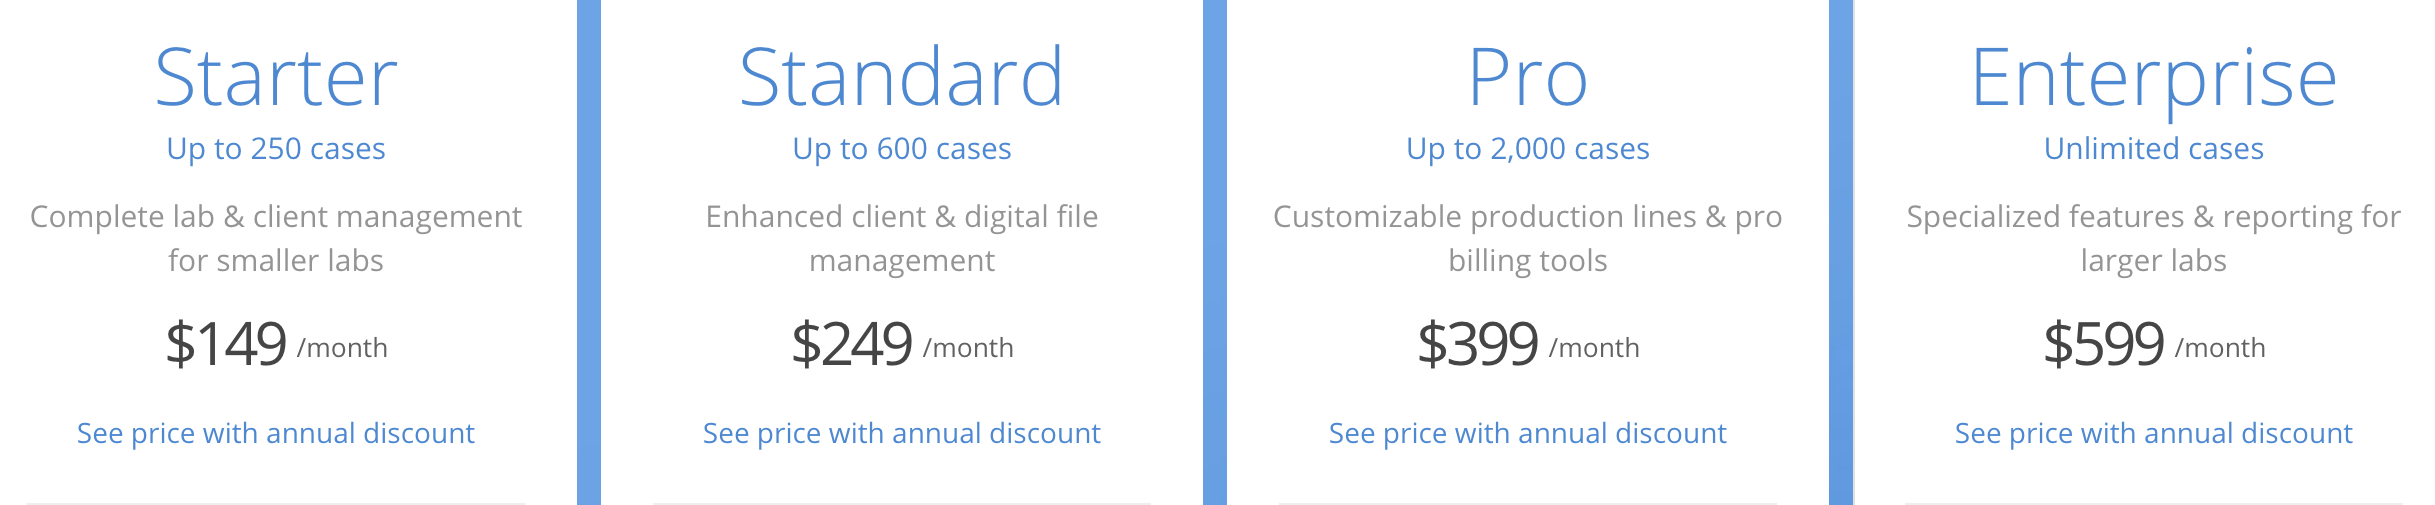 Starter
Up to 250 cases
Complete lab & client management
for smaller labs
$149 /month
See price with annual discount
Standard
Up to 600 cases
Enhanced client & digital file
management
$249 /month
See price with annual discount
Pro
Up to 2,000 cases
Customizable production lines & pro
billing tools
$399 /month
See price with annual discount
Enterprise
Unlimited cases
Specialized features & reporting for
larger labs
$599 /month
See price with annual discount